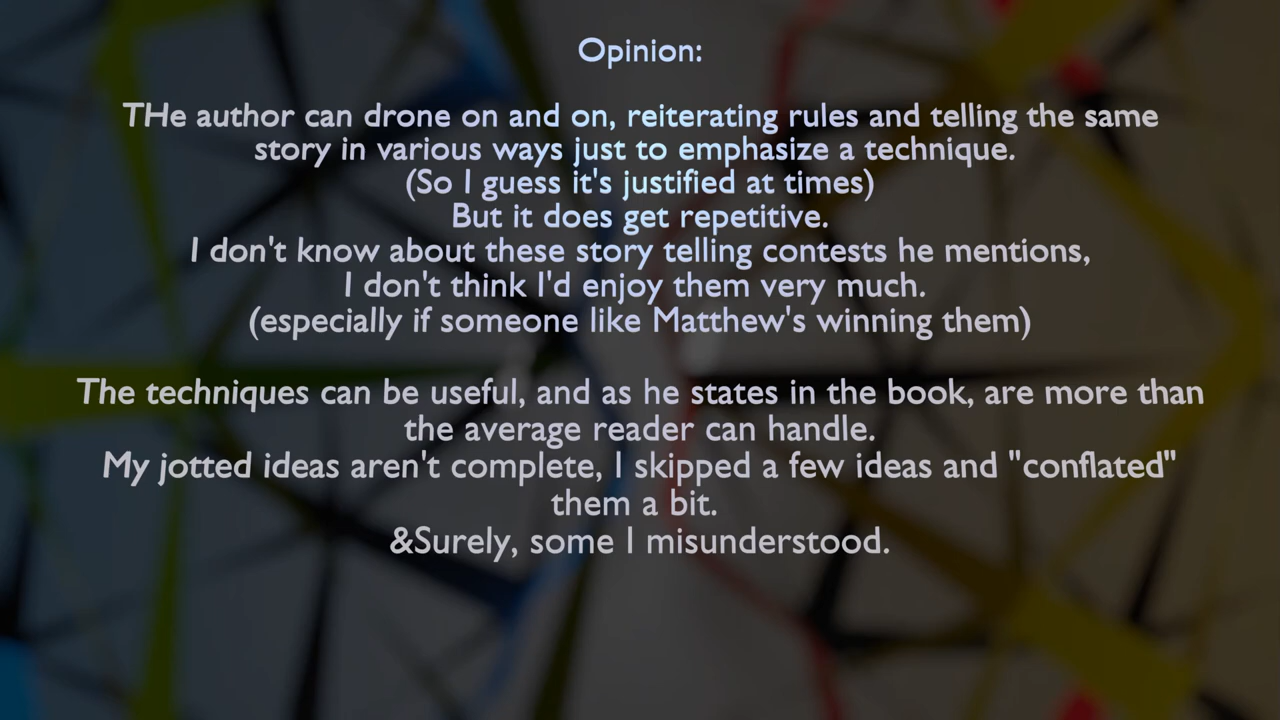 Opinion:
THe author can drone on and on, reiterating rules and telling the same
story in various ways just to emphasize a technique.
(So I guess it's justified at times)
But it does get repetitive.
I don't know about these story telling contests he mentions,
I don't think I'd enjoy them very much.
(especially if someone like Matthew's winning them)
The techniques can be useful, and as he states in the book, are more than
the average reader can handle.
My jotted ideas aren't complete, I skipped a few ideas and "conflated"
them a bit.
&Surely, some I misunderstood.